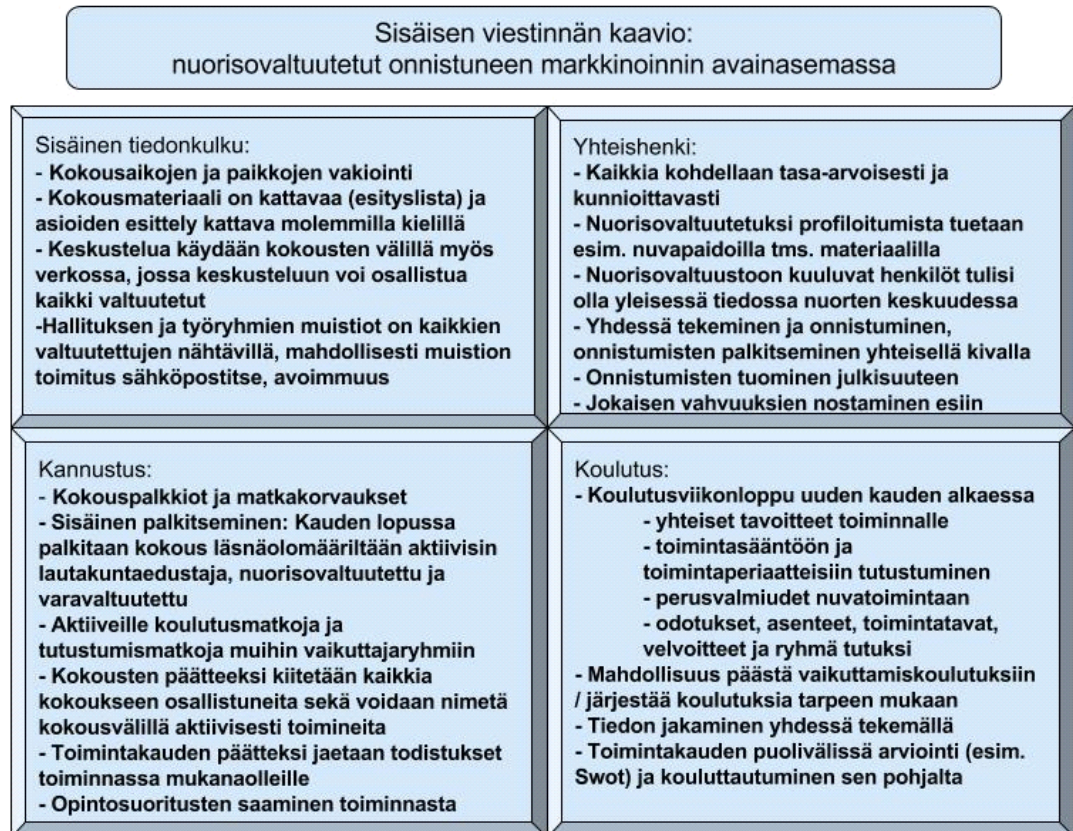 Sisäisen viestinnän kaavio:
nuorisovaltuutetut onnistuneen markkinoinnin avainasemassa
Sisäinen tiedonkulku:
- Kokousaikojen ja paikkojen vakiointi
- Kokousmateriaali on kattavaa (esityslista) ja
asioiden esittely kattava molemmilla kielillä
- Keskustelua käydään kokousten välillä myös
verkossa, jossa keskusteluun voi osallistua
kaikki valtuutetut
-Hallituksen ja työryhmien muistiot on kaikkien
valtuutettujen nähtävillä, mahdollisesti muistion
toimitus sähköpostitse, avoimmuus
Yhteishenki:
- Kaikkia kohdellaan tasa-arvoisesti ja
kunnioittavasti
- Nuorisovaltuutetuksi profiloitumista tuetaan
esim. nuvapaidoilla tms. materiaalilla
- Nuorisovaltuustoon kuuluvat henkilöt tulisi
olla yleisessä tiedossa nuorten keskuudessa
- Yhdessä tekeminen ja onnistuminen,
onnistumisten palkitseminen yhteisellä kivalla
- Onnistumisten tuominen julkisuuteen
- Jokaisen vahvuuksien nostaminen esiin
Kannustus:
- Kokouspalkkiot ja matkakorvaukset
- Sisäinen palkitseminen: Kauden lopussa
palkitaan kokous läsnäolomääriltään aktiivisin
lautakuntaedustaja, nuorisovaltuutettu ja
varavaltuutettu
- Aktiiveille koulutusmatkoja ja
tutustumismatkoja muihin vaikuttajaryhmiin
- Kokousten päätteeksi kiitetään kaikkia
kokoukseen osallistuneita sekä voidaan nimetä
kokousvälillä aktiivisesti toimineita
- Toimintakauden päätteksi jaetaan todistukset
toiminnassa mukanaolleille
- Opintosuoritusten saaminen toiminnasta
Koulutus:
- Koulutusviikonloppu uuden kauden alkaessa
- yhteiset tavoitteet toiminnalle
- toimintasääntöön ja
toimintaperiaatteisiin tutustuminen
- perusvalmiudet nuvatoimintaan
- odotukset, asenteet, toimintatavat,
velvoitteet ja ryhmä tutuksi
- Mahdollisuus päästä vaikuttamiskoulutuksiin
/ järjestää koulutuksia tarpeen mukaan
- Tiedon jakaminen yhdessä tekemällä
- Toimintakauden puolivälissä arviointi (esim.
Swot) ja kouluttautuminen sen pohjalta